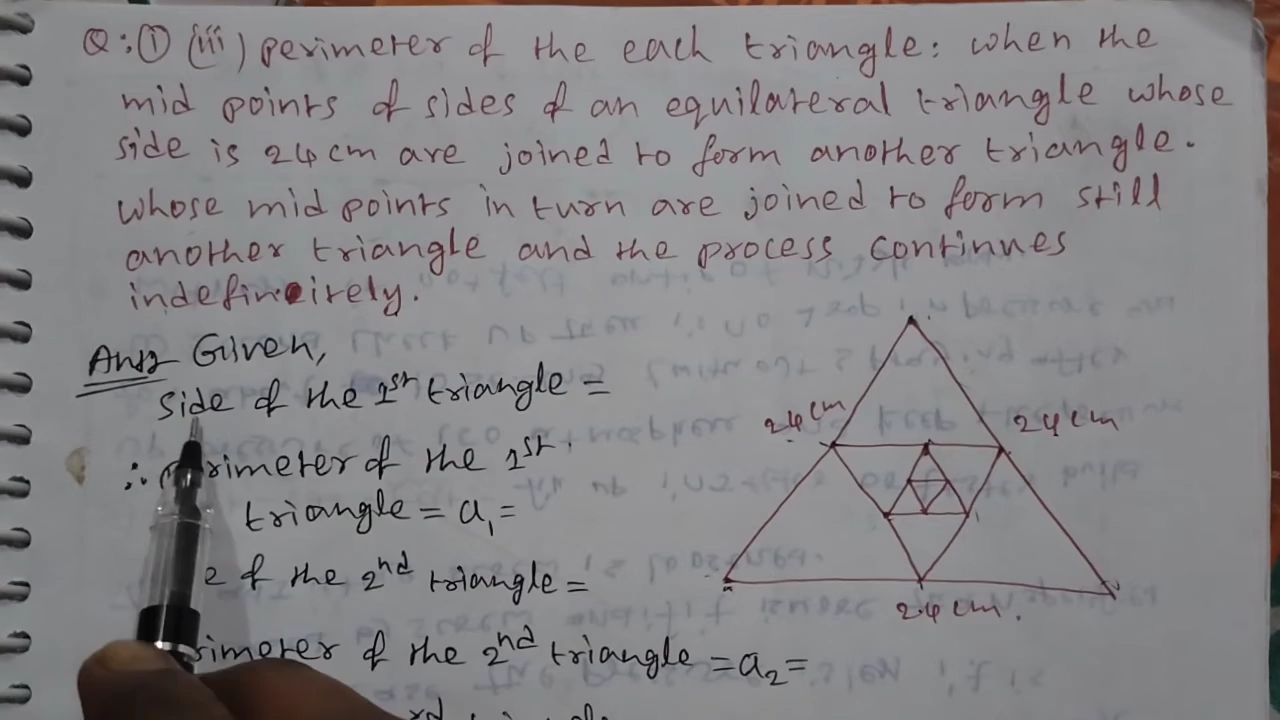 Q:① (iii) perimeter of the each triangle: when the
mid points of sides of an equilateral triangle whose
side is 24 cm are joined to form another triangle.
whose mid points in turn are joined to form still
another triangle and the process continues
indefineitely.
Ans Given,
Side of the 1st triangle =
∴ perimeter of the 1st
triangle = a₁ =
e of the 2nd triangle =
rimeter of the 2nd triangle = a₂ =
rd
24 cm
24 cm
24 cm.